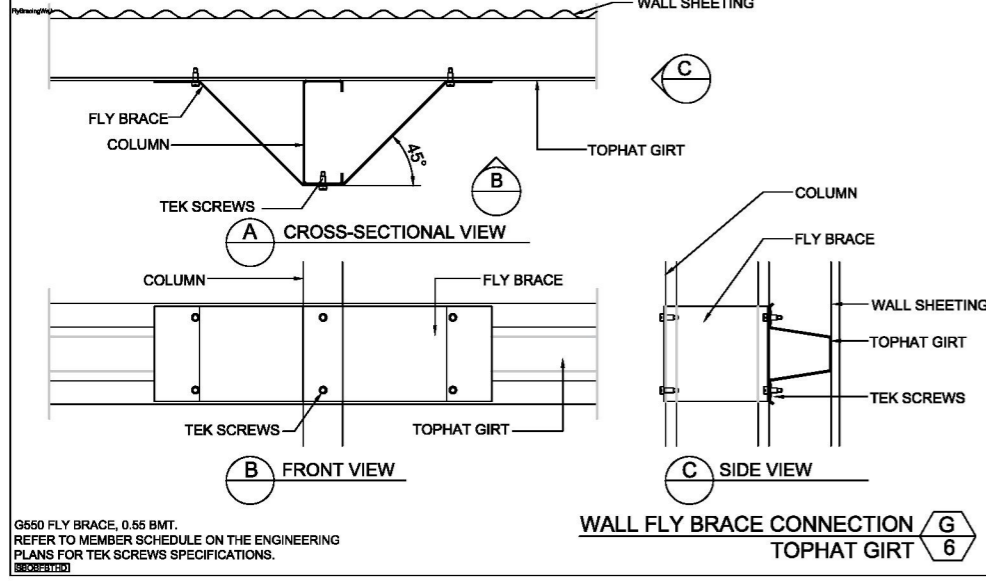 FlyBracingWall
WALL SHEETING
C
FLY BRACE
COLUMN
45°
TOPHAT GIRT
B
TEK SCREWS
A CROSS-SECTIONAL VIEW
COLUMN
COLUMN
FLY BRACE
FLY BRACE
WALL SHEETING
TOPHAT GIRT
TEK SCREWS
TEK SCREWS
TOPHAT GIRT
B FRONT VIEW
C SIDE VIEW
G550 FLY BRACE, 0.55 BMT.
REFER TO MEMBER SCHEDULE ON THE ENGINEERING
PLANS FOR TEK SCREWS SPECIFICATIONS.
WALL FLY BRACE CONNECTION G
TOPHAT GIRT 6